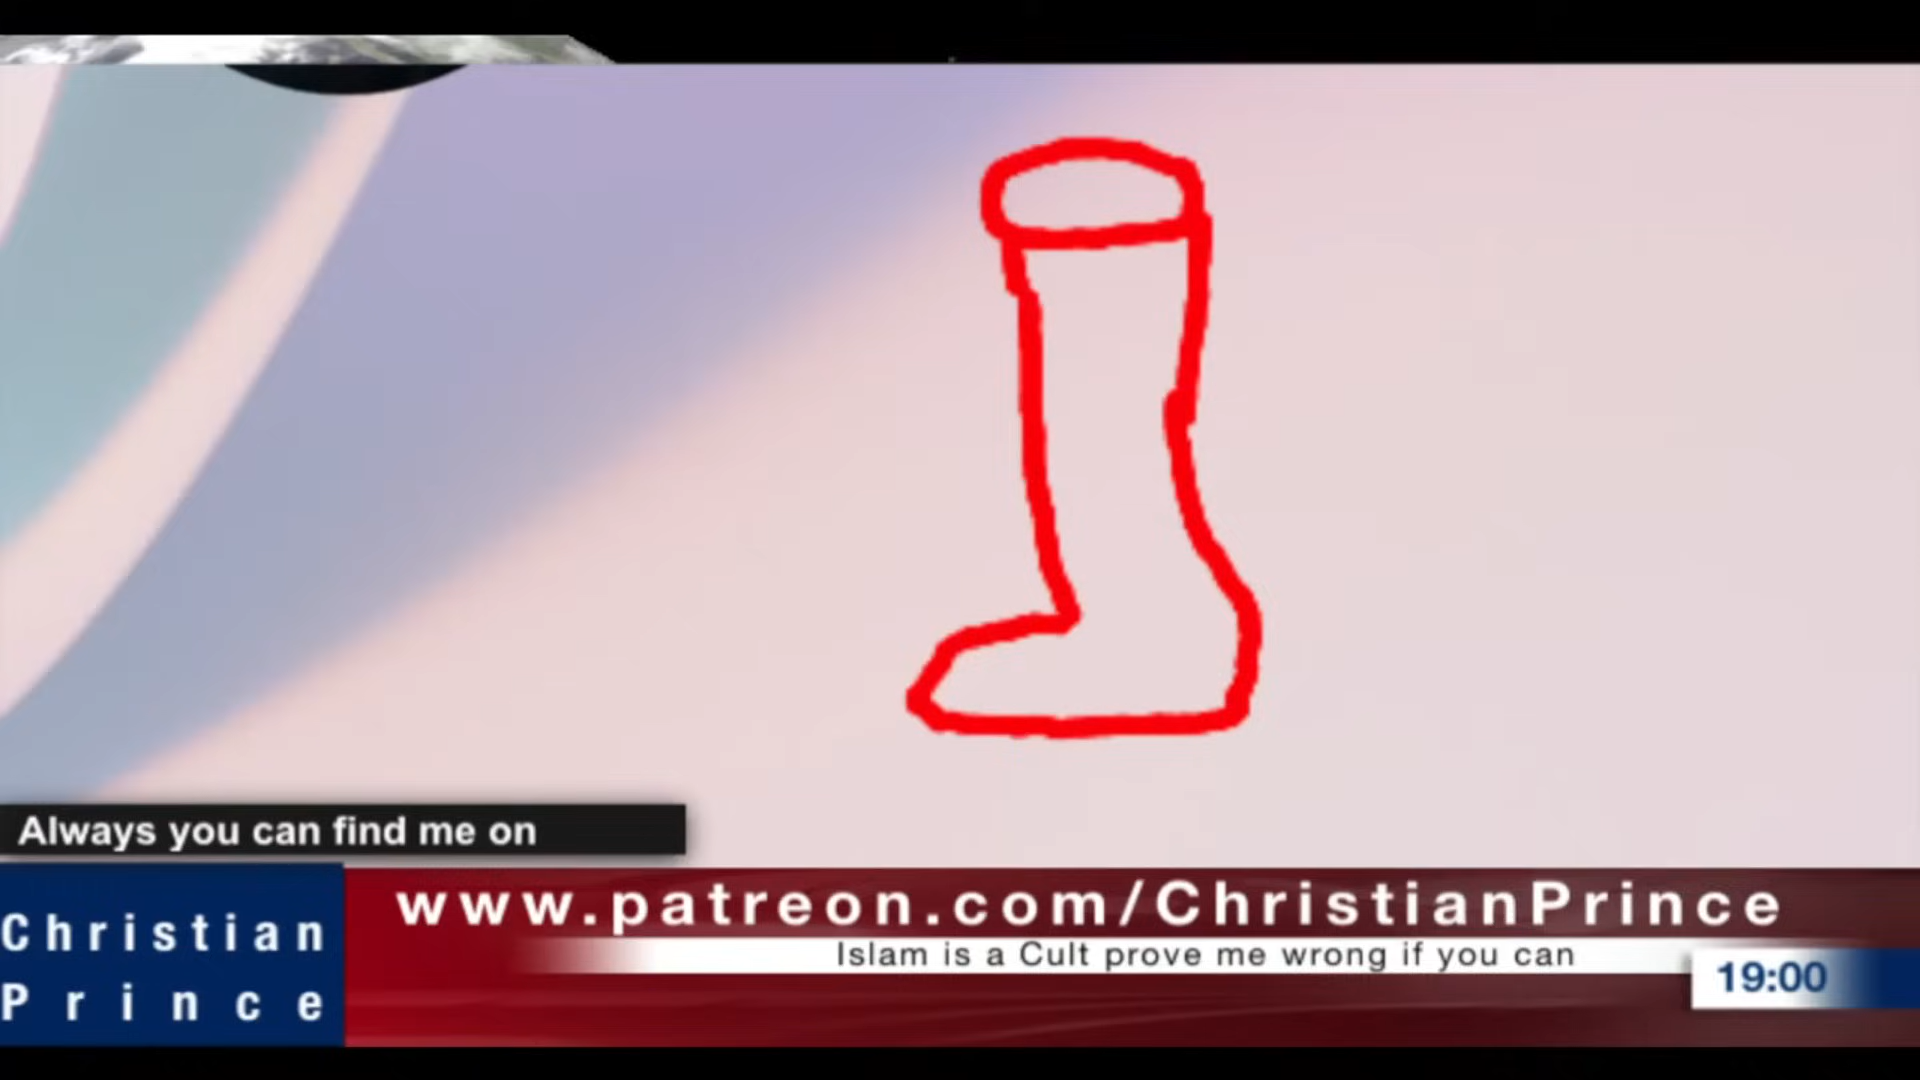 Always you can find me on
www.patreon.com/ChristianPrince
Islam is a Cult prove me wrong if you can
Christian
Prince
19:00